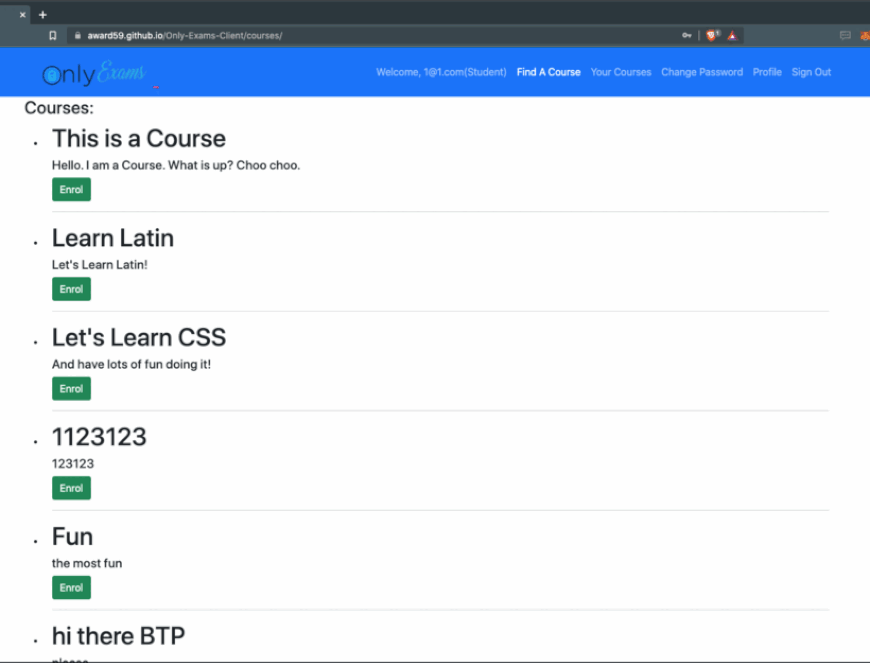 award59.github.io/Only-Exams-Client/courses/
Only Exams
Welcome, 1@1.com(Student) Find A Course Your Courses Change Password Profile Sign Out
Courses:
This is a Course
Hello. I am a Course. What is up? Choo choo.
Enrol
Learn Latin
Let's Learn Latin!
Enrol
Let's Learn CSS
And have lots of fun doing it!
Enrol
1123123
123123
Enrol
Fun
the most fun
Enrol
hi there BTP